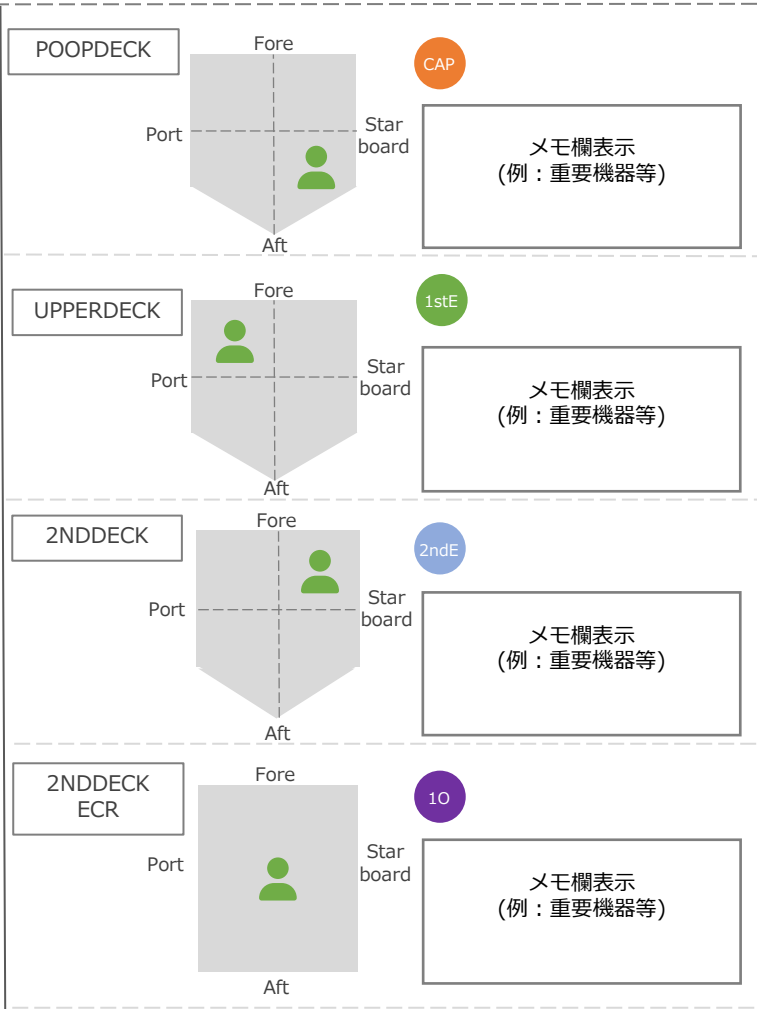 POOPDECK
Fore
CAP
Port
Star
board
Aft
メモ欄表示
(例：重要機器等)
UPPERDECK
Fore
1stE
Port
Star
board
Aft
メモ欄表示
(例：重要機器等)
2NDDECK
Fore
2ndE
Port
Star
board
Aft
メモ欄表示
(例：重要機器等)
2NDDECK
ECR
Fore
1O
Port
Star
board
Aft
メモ欄表示
(例：重要機器等)